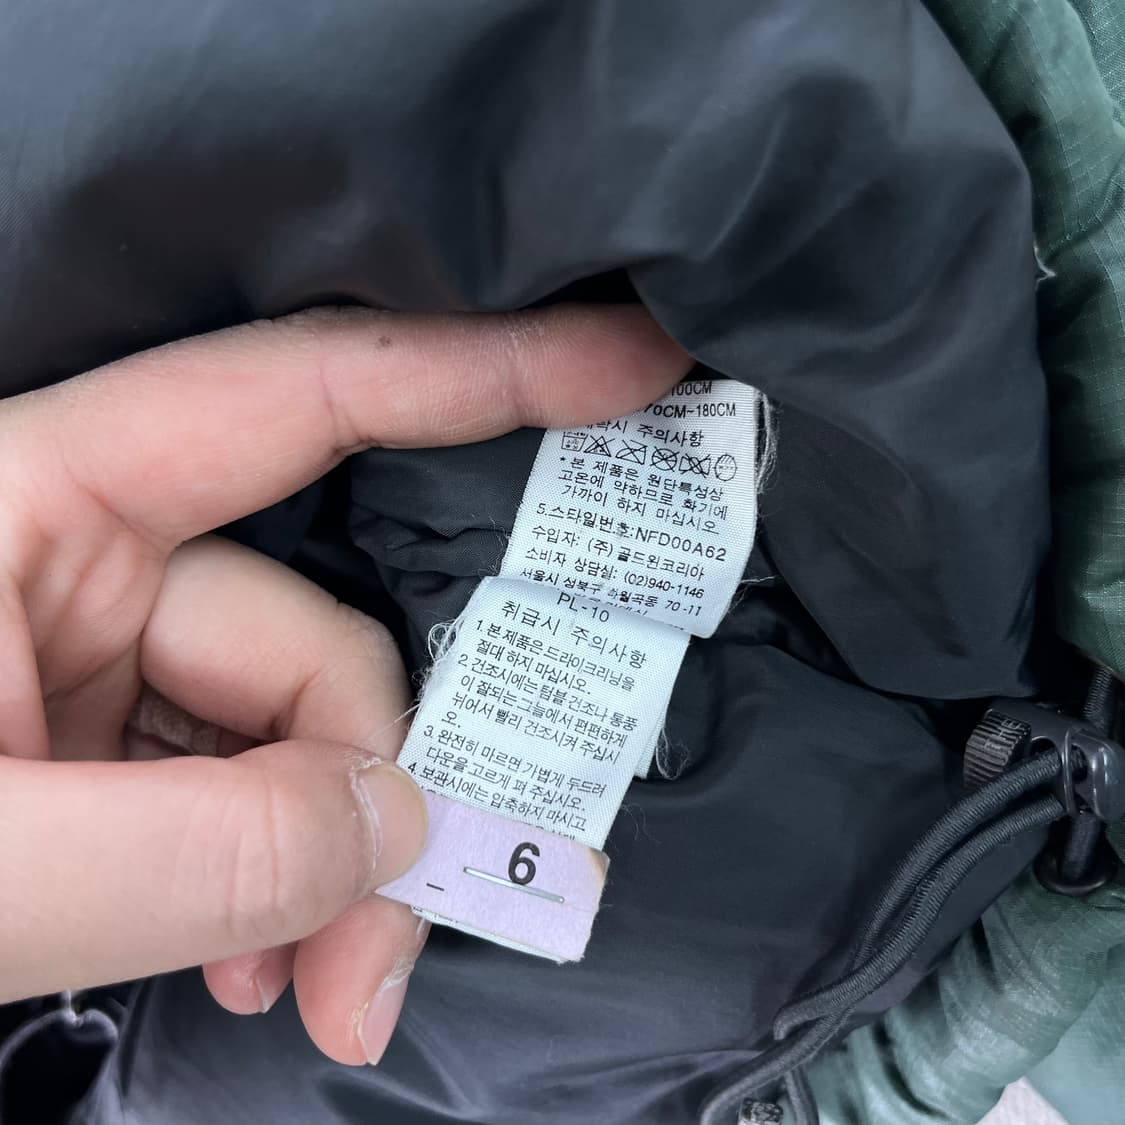 100CM
70CM-180CM
주의사항
*본 제품은 원단특성상
고온에 약하므로 화기에
가까이 하지 마십시오
5.스타일번호:NFD00A62
수입자: (주)골드윈코리아
소비자 상담실: (02)940-1146
서울시 성북구 하월곡동 70-11
PL-10
취급시 주의사항
1.본제품은드라이크리닝을
절대 하지 마십시오.
2.건조시에는텀블건조나 통풍
이 잘되는그늘에서 편편하게
뉘어서 빨리 건조시켜 주십시
오.
3.완전히 마르면 가볍게 두드려
다운을고르게 펴 주십시오.
4.보관시에는 압축하지 마시고
- 6
THE